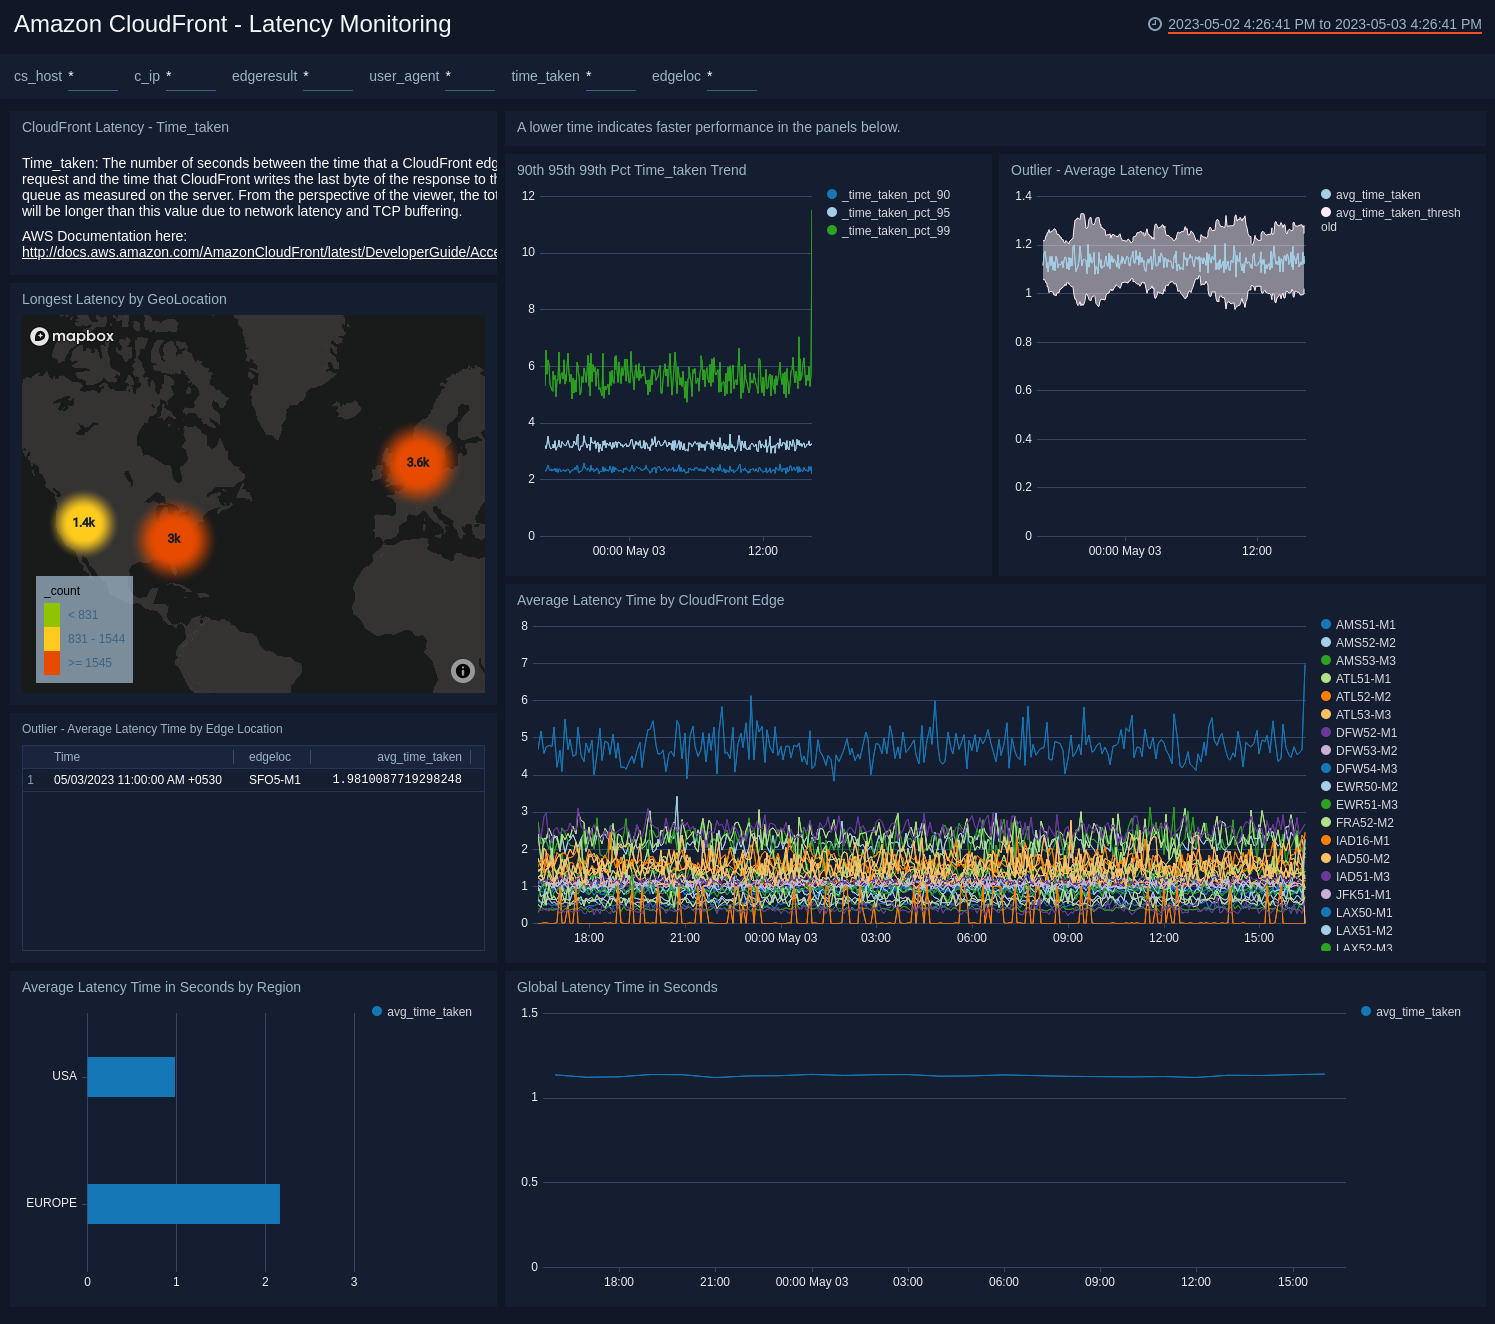 Amazon CloudFront - Latency Monitoring
2023-05-02 4:26:41 PM to 2023-05-03 4:26:41 PM
cs_host * c_ip * edgeresult * user_agent * time_taken * edgeloc *
CloudFront Latency - Time_taken
Time_taken: The number of seconds between the time that a CloudFront edg
request and the time that CloudFront writes the last byte of the response to th
queue as measured on the server. From the perspective of the viewer, the tot
will be longer than this value due to network latency and TCP buffering.
AWS Documentation here:
http://docs.aws.amazon.com/AmazonCloudFront/latest/DeveloperGuide/Acce
A lower time indicates faster performance in the panels below.
90th 95th 99th Pct Time_taken Trend
12
10
8
6
4
2
0
00:00 May 03 12:00
_time_taken_pct_90
_time_taken_pct_95
_time_taken_pct_99
Outlier - Average Latency Time
1.4
1.2
1
0.8
0.6
0.4
0.2
0
00:00 May 03 12:00
avg_time_taken
avg_time_taken_thresh
old
Longest Latency by GeoLocation
mapbox
3.6k
1.4k
3k
_count
< 831
831 - 1544
>= 1545
Average Latency Time by CloudFront Edge
8
7
6
5
4
3
2
1
0
18:00 21:00 00:00 May 03 03:00 06:00 09:00 12:00 15:00
AMS51-M1
AMS52-M2
AMS53-M3
ATL51-M1
ATL52-M2
ATL53-M3
DFW52-M1
DFW53-M2
DFW54-M3
EWR50-M2
EWR51-M3
FRA52-M2
IAD16-M1
IAD50-M2
IAD51-M3
JFK51-M1
LAX50-M1
LAX51-M2
LAX52-M3
Outlier - Average Latency Time by Edge Location
Time edgeloc avg_time_taken
1 05/03/2023 11:00:00 AM +0530 SFO5-M1 1.9810087719298248
Average Latency Time in Seconds by Region
avg_time_taken
USA
EUROPE
0 1 2 3
Global Latency Time in Seconds
1.5
1
0.5
0
18:00 21:00 00:00 May 03 03:00 06:00 09:00 12:00 15:00
avg_time_taken